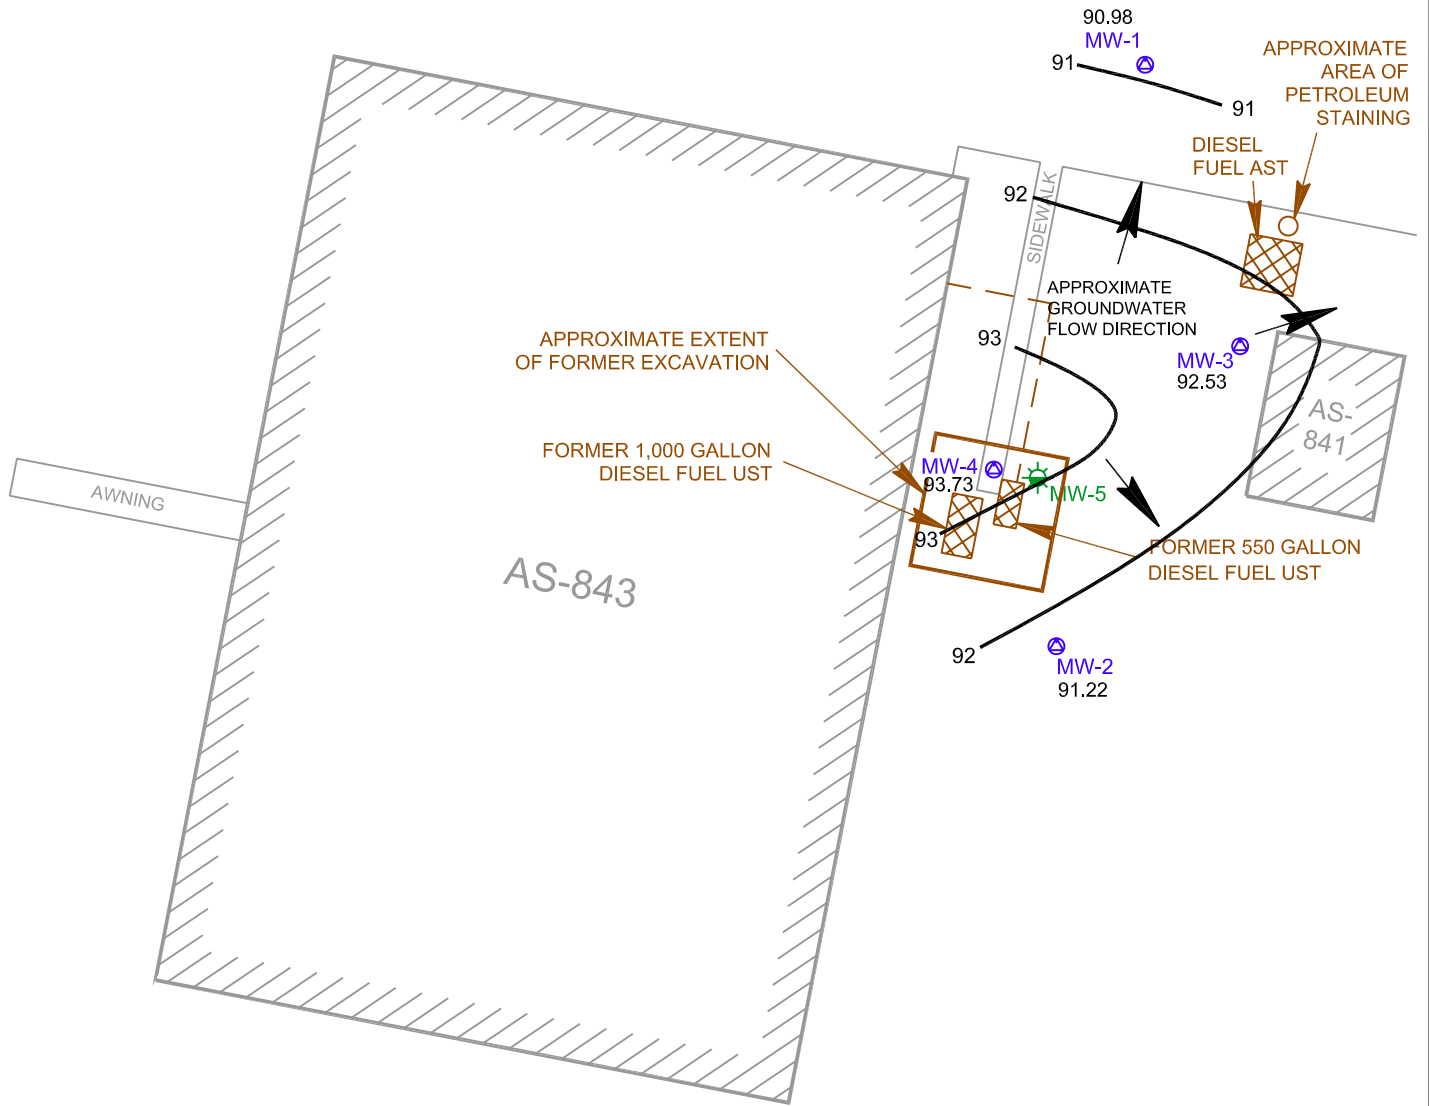 90.98
MW-1
91
91
APPROXIMATE
AREA OF
PETROLEUM
STAINING
DIESEL
FUEL AST
92
SIDEWALK
APPROXIMATE
GROUNDWATER
FLOW DIRECTION
93
APPROXIMATE EXTENT
OF FORMER EXCAVATION
MW-3
92.53
AS-
841
FORMER 1,000 GALLON
DIESEL FUEL UST
MW-4
93.73
MW-5
AWNING
93
FORMER 550 GALLON
DIESEL FUEL UST
AS-843
92
MW-2
91.22